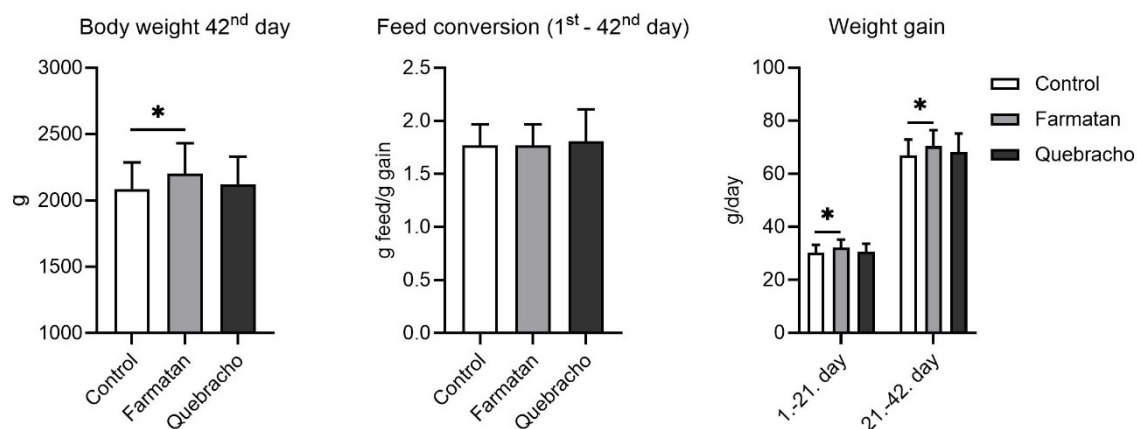 Body weight 42nd day
3000
2500
2000
1500
1000
g
*
Control
Farmatan
Quebracho
Feed conversion (1st - 42nd day)
2.5
2.0
1.5
1.0
0.5
0.0
g feed/g gain
Control
Farmatan
Quebracho
Weight gain
100
80
60
40
20
0
g/day
*
*
1.-21. day
21.-42. day
Control
Farmatan
Quebracho